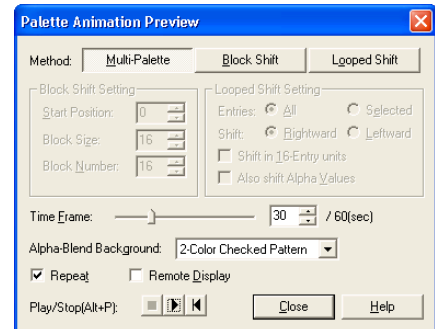 Palette Animation Preview
Method: Multi-Palette Block Shift Looped Shift
Block Shift Setting
Start Position: 0
Block Size: 16
Block Number: 16
Looped Shift Setting
Entries: All Selected
Shift: Rightward Leftward
Shift in 16-Entry units
Also shift Alpha Values
Time Frame: 30 / 60(sec)
Alpha-Blend Background: 2-Color Checked Pattern
Repeat Remote Display
Play/Stop(Alt+P): Close Help